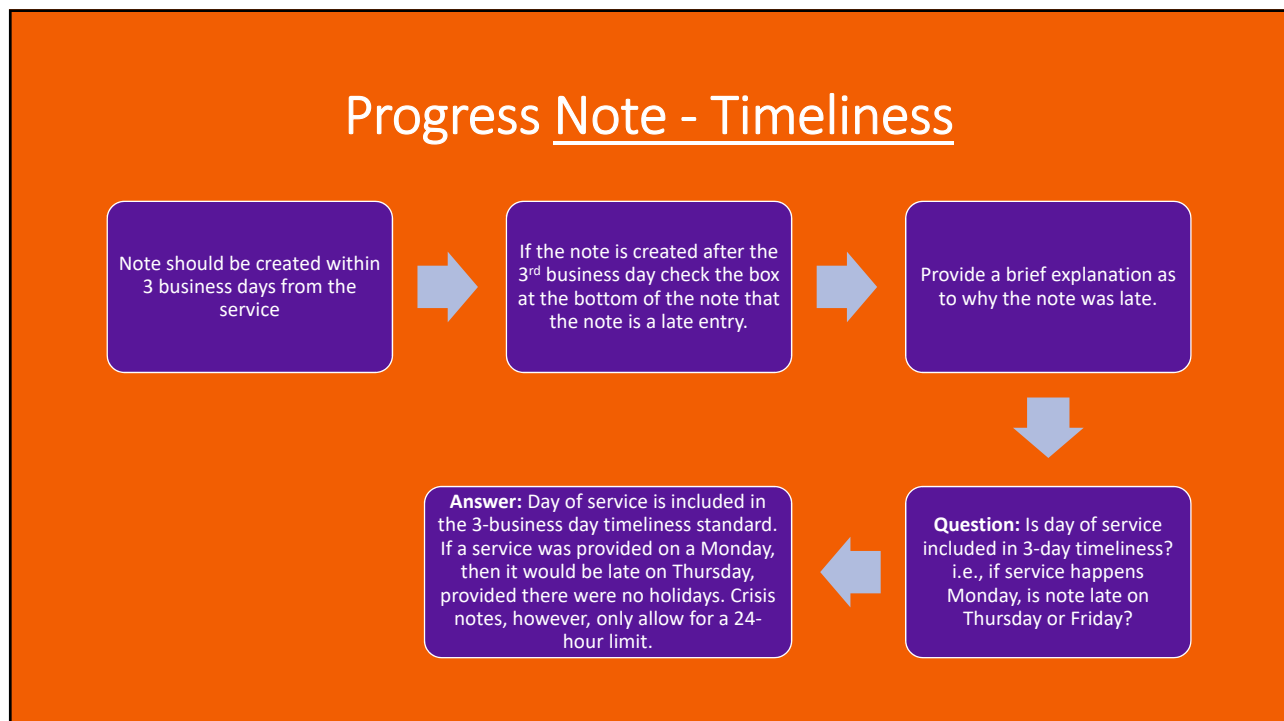 Progress Note - Timeliness
Note should be created within
3 business days from the
service
If the note is created after the
3rd business day check the box
at the bottom of the note that
the note is a late entry.
Provide a brief explanation as
to why the note was late.
Question: Is day of service
included in 3-day timeliness?
i.e., if service happens
Monday, is note late on
Thursday or Friday?
Answer: Day of service is included in
the 3-business day timeliness standard.
If a service was provided on a Monday,
then it would be late on Thursday,
provided there were no holidays. Crisis
notes, however, only allow for a 24-
hour limit.